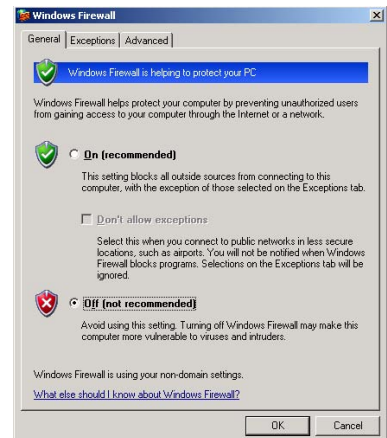 Windows Firewall
General
Exceptions
Advanced
Windows Firewall is helping to protect your PC
Windows Firewall helps protect your computer by preventing unauthorized users
from gaining access to your computer through the Internet or a network.
On (recommended)
This setting blocks all outside sources from connecting to this
computer, with the exception of those selected on the Exceptions tab.
Don't allow exceptions
Select this when you connect to public networks in less secure
locations, such as airports. You will not be notified when Windows
Firewall blocks programs. Selections on the Exceptions tab will be
ignored.
Off (not recommended)
Avoid using this setting. Turning off Windows Firewall may make this
computer more vulnerable to viruses and intruders.
Windows Firewall is using your non-domain settings.
What else should I know about Windows Firewall?
OK
Cancel